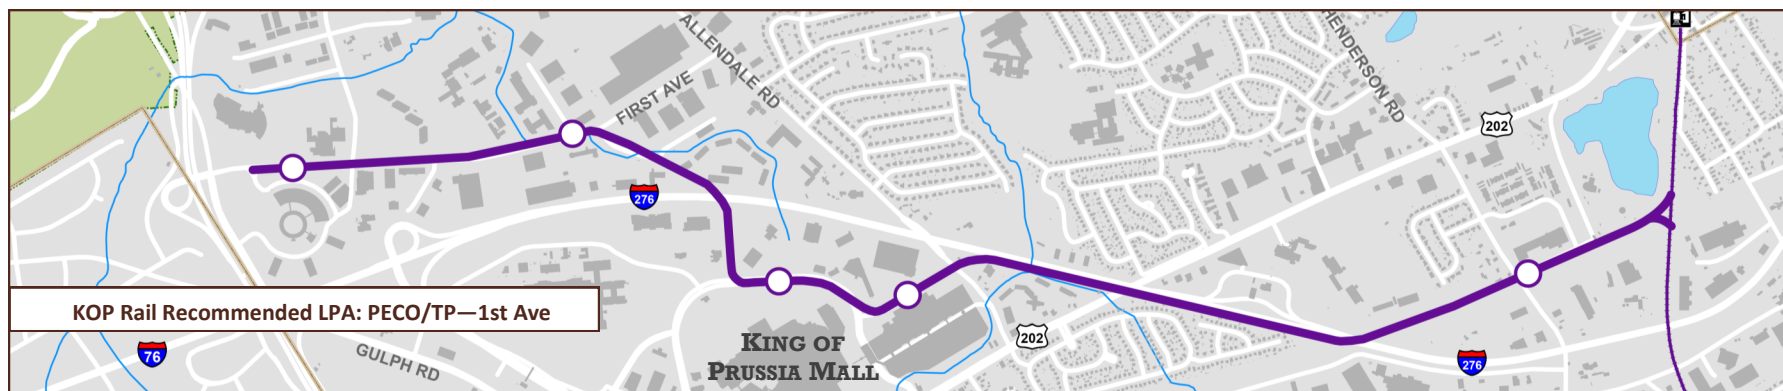 ALLENDALE RD
FIRST AVE
HENDERSON RD
202
276
KOP Rail Recommended LPA: PECO/TP—1st Ave
76
GULPH RD
KING OF
PRUSSIA MALL
202
276